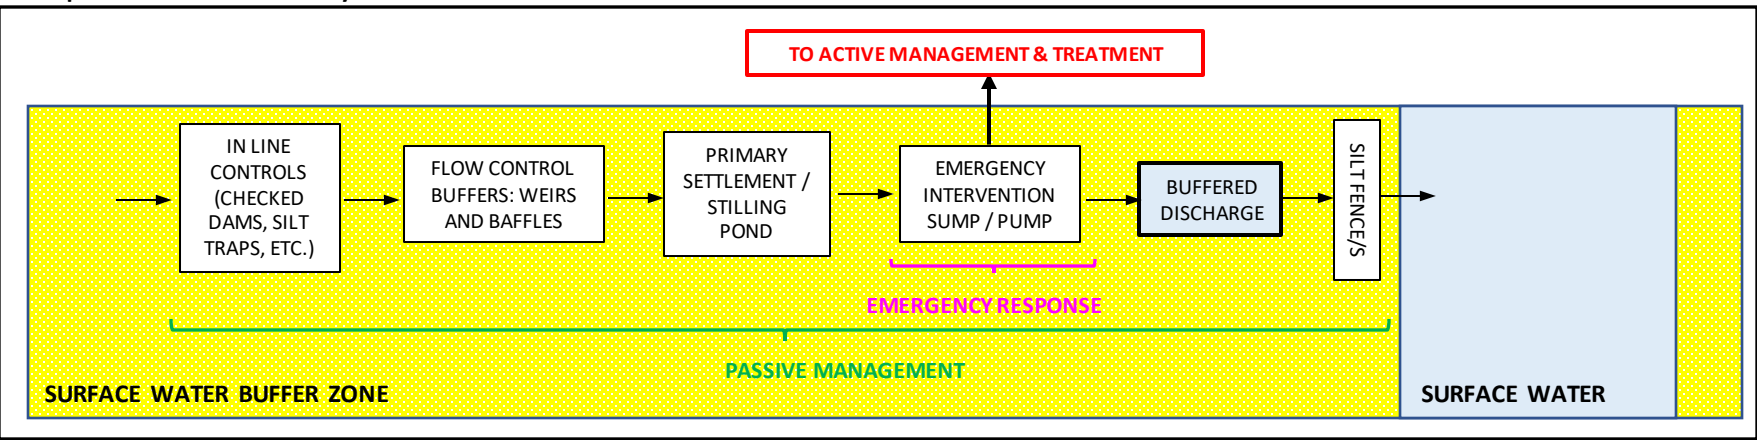 TO ACTIVE MANAGEMENT & TREATMENT
IN LINE
CONTROLS
(CHECKED
DAMS, SILT
TRAPS, ETC.)
FLOW CONTROL
BUFFERS: WEIRS
AND BAFFLES
PRIMARY
SETTLEMENT /
STILLING
POND
EMERGENCY
INTERVENTION
SUMP / PUMP
BUFFERED
DISCHARGE
SILT FENCE/S
EMERGENCY RESPONSE
PASSIVE MANAGEMENT
SURFACE WATER BUFFER ZONE
SURFACE WATER